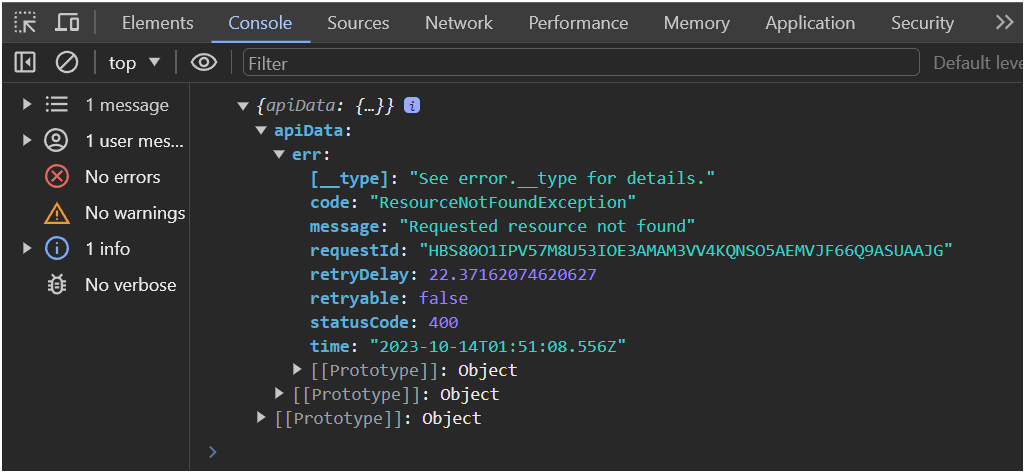 Elements Console Sources Network Performance Memory Application Security
top Filter Default leve
1 message
1 user mes...
No errors
No warnings
1 info
No verbose
{apiData: {…}} i
apiData:
err:
[__type]: "See error.__type for details."
code: "ResourceNotFoundException"
message: "Requested resource not found"
requestId: "HBS80O1IPV57M8U53IOE3AMAM3VV4KQNSO5AEMVJF66Q9ASUAAJG"
retryDelay: 22.37162074620627
retryable: false
statusCode: 400
time: "2023-10-14T01:51:08.556Z"
[[Prototype]]: Object
[[Prototype]]: Object
[[Prototype]]: Object